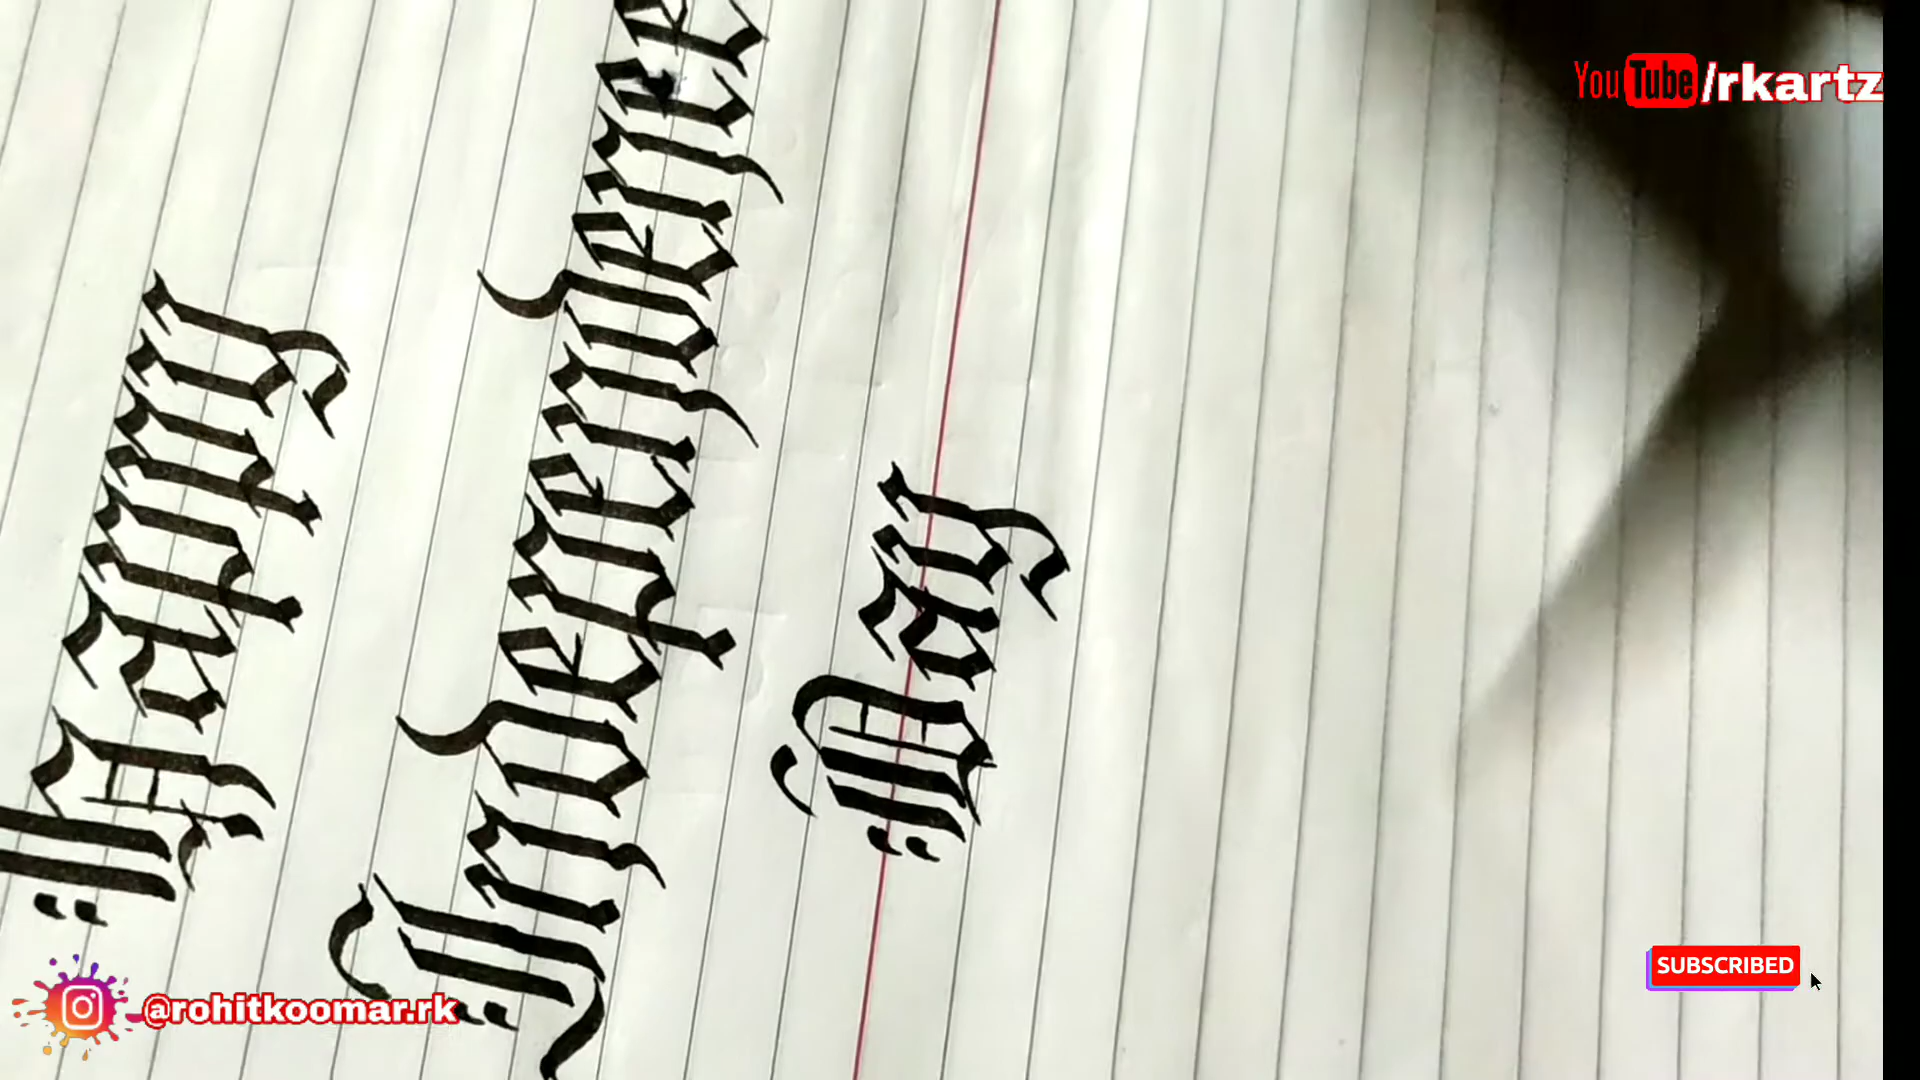 Happy
Independence
Day
YouTube/rkartz
@rohitkoomar.rk
SUBSCRIBED